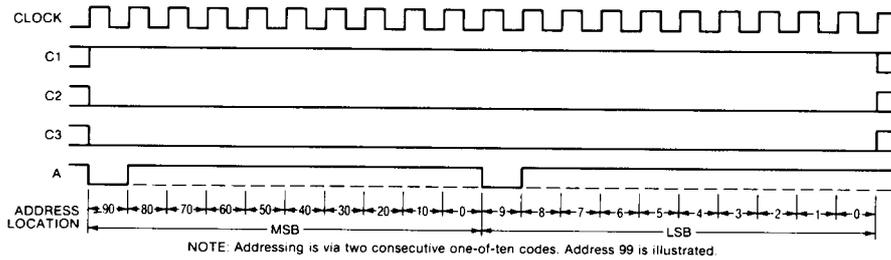 CLOCK
C1
C2
C3
A
ADDRESS LOCATION
90 80 70 60 50 40 30 20 10 0 9 8 7 6 5 4 3 2 1 0
MSB LSB
NOTE: Addressing is via two consecutive one-of-ten codes. Address 99 is illustrated.